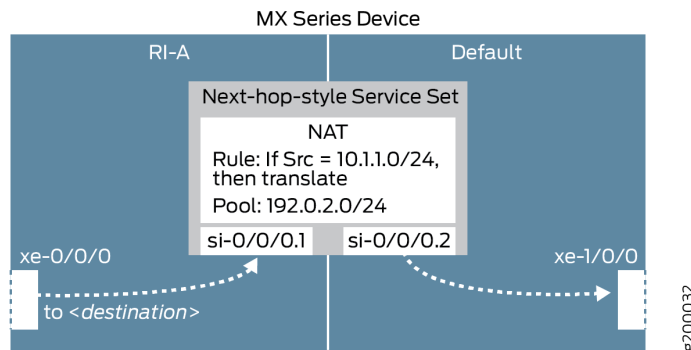 MX Series Device
RI-A
Default
Next-hop-style Service Set
NAT
Rule: If Src = 10.1.1.0/24,
then translate
Pool: 192.0.2.0/24
si-0/0/0.1
si-0/0/0.2
xe-0/0/0
xe-1/0/0
to <destination>
e200032